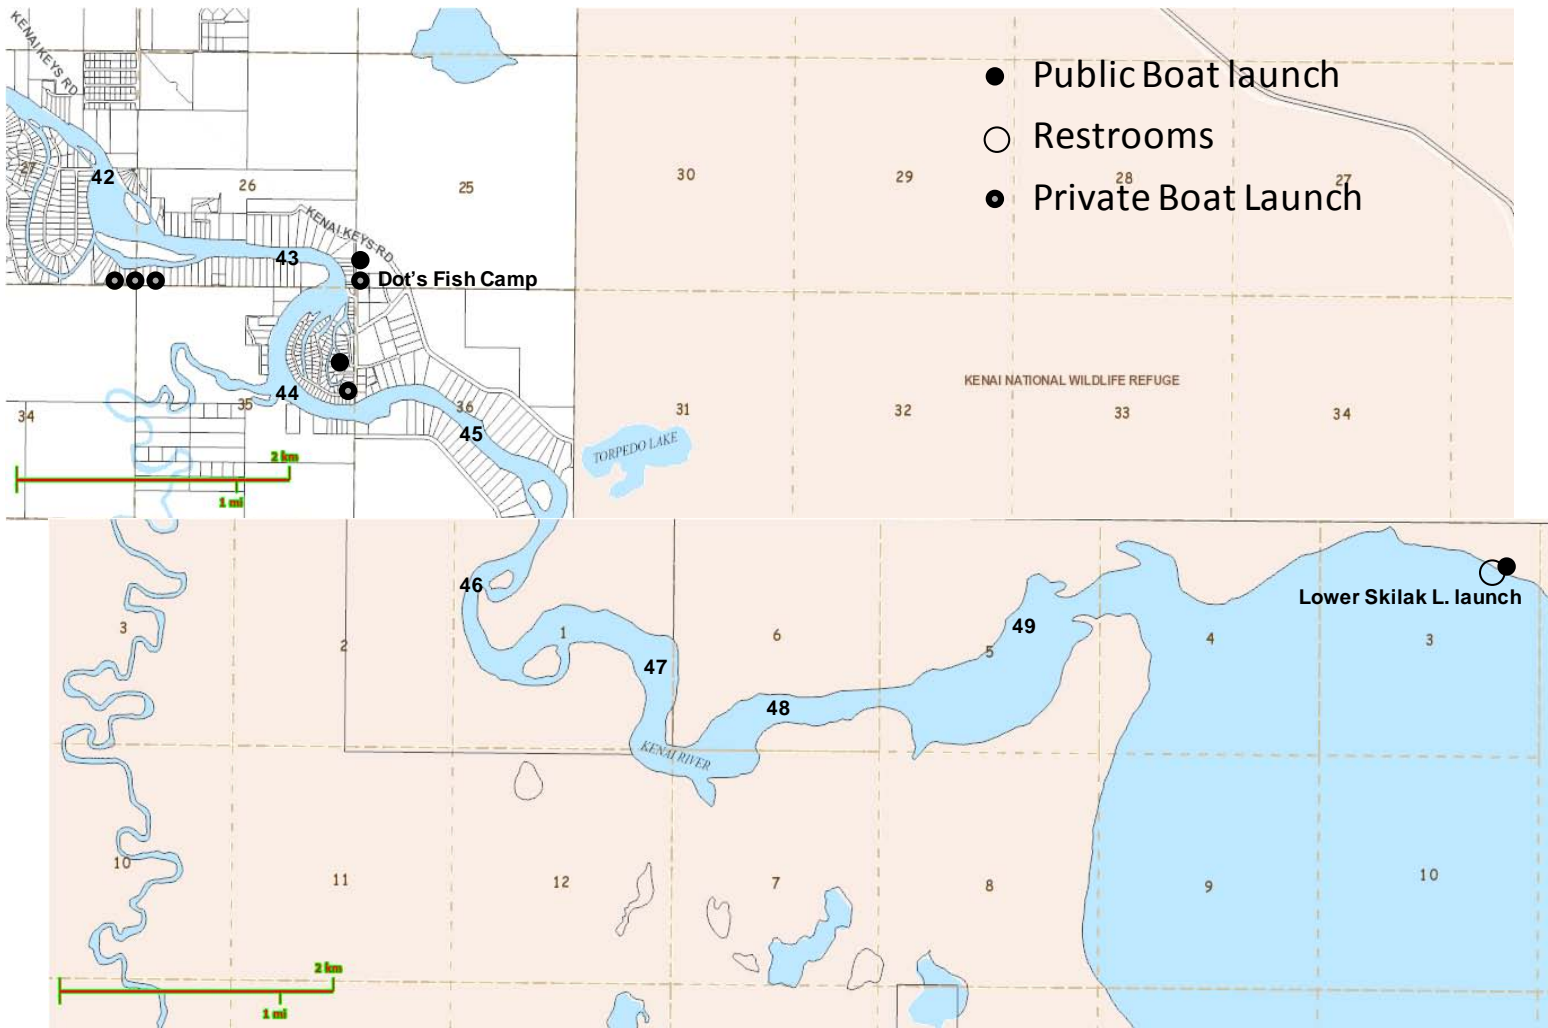 KENAI KEYS RD
Public Boat launch
Restrooms
Private Boat Launch
27
42
26
25
30
29
28
27
KENAI KEYS RD
43
Dot's Fish Camp
KENAI NATIONAL WILDLIFE REFUGE
44
34
35
36
31
32
33
34
45
TORPEDO LAKE
2 km
1 mi
46
Lower Skilak L. launch
3
2
1
6
49
5
4
3
47
48
KENAI RIVER
10
11
12
7
8
9
10
2 km
1 mi